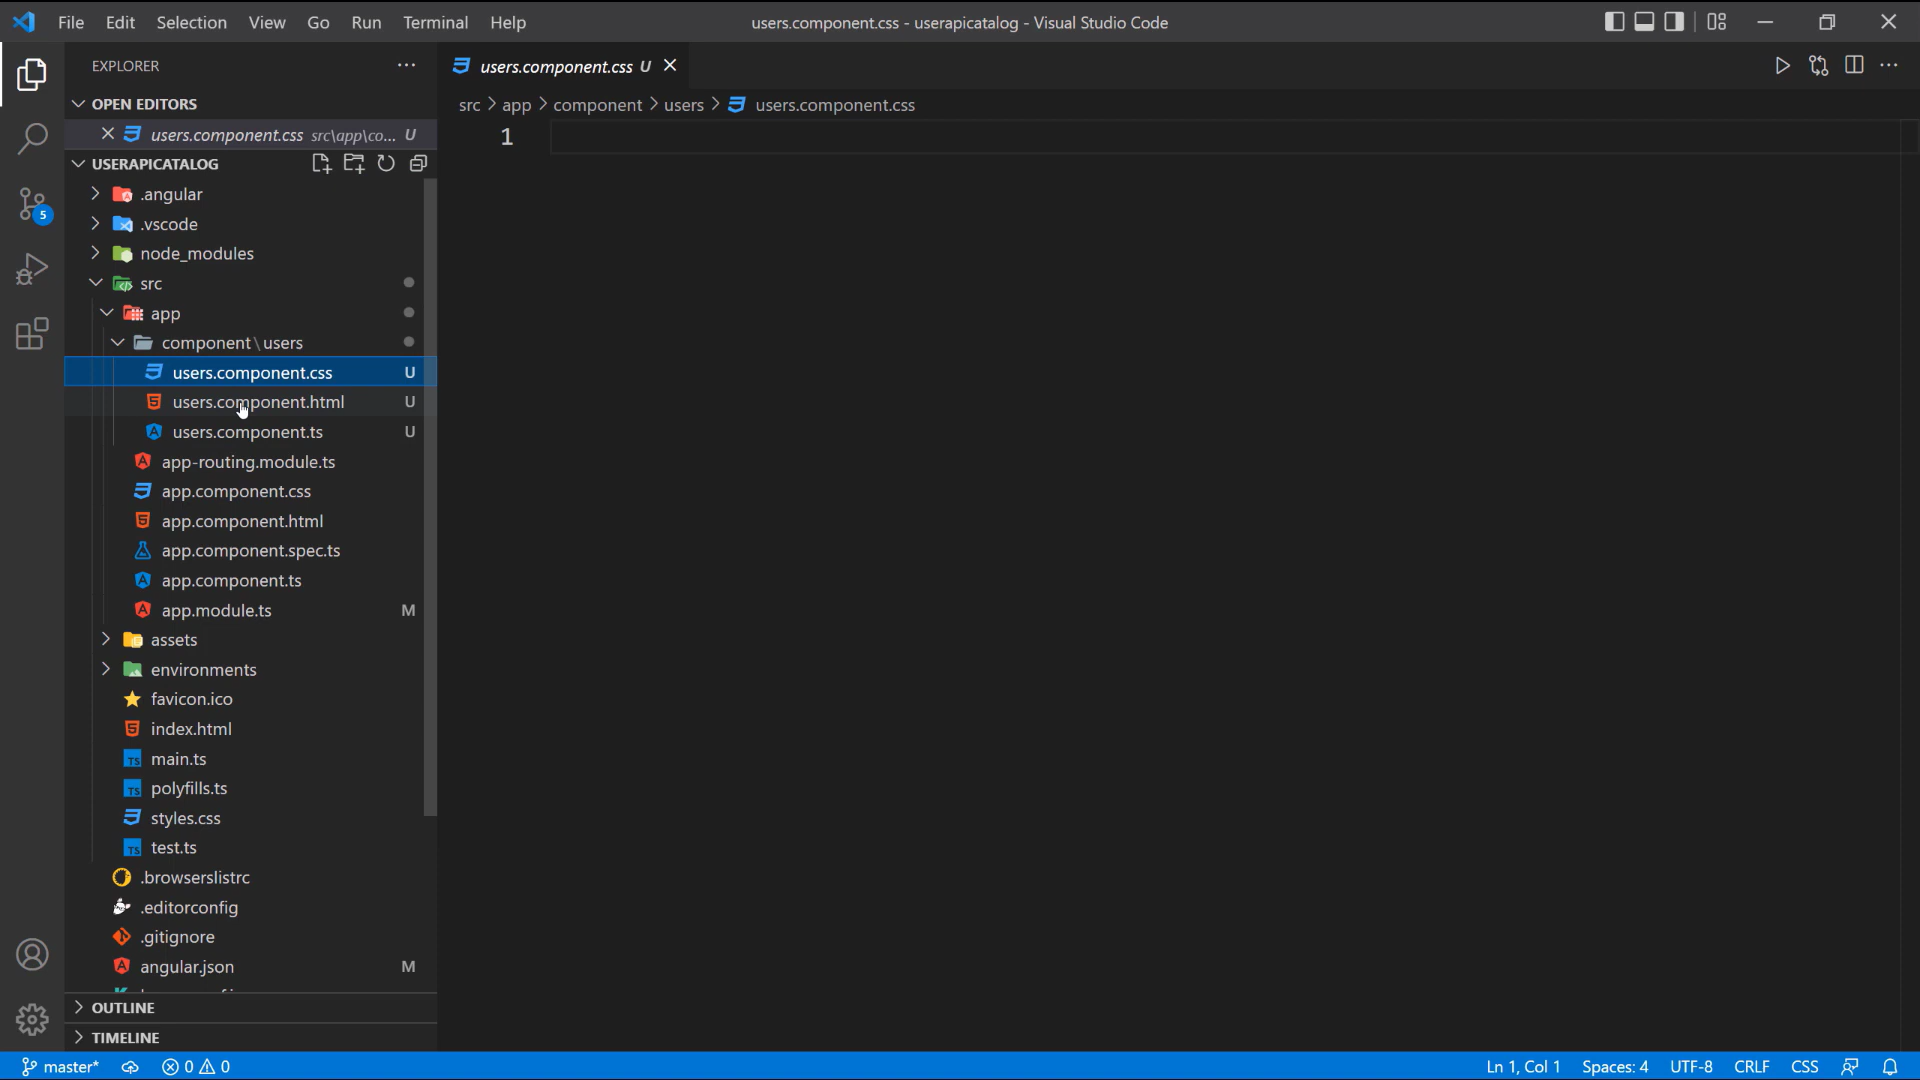 File Edit Selection View Go Run Terminal Help
users.component.css - userapicatalog - Visual Studio Code
EXPLORER
OPEN EDITORS
users.component.css src\app\co... U
USERAPICATALOG
.angular
.vscode
node_modules
src
app
component\users
users.component.css U
users.component.html U
users.component.ts U
app-routing.module.ts
app.component.css
app.component.html
app.component.spec.ts
app.component.ts
app.module.ts M
assets
environments
favicon.ico
index.html
main.ts
polyfills.ts
styles.css
test.ts
.browserslistrc
.editorconfig
.gitignore
angular.json M
OUTLINE
TIMELINE
5
users.component.css U
src > app > component > users > users.component.css
1
master* 0 0
Ln 1, Col 1 Spaces: 4 UTF-8 CRLF CSS